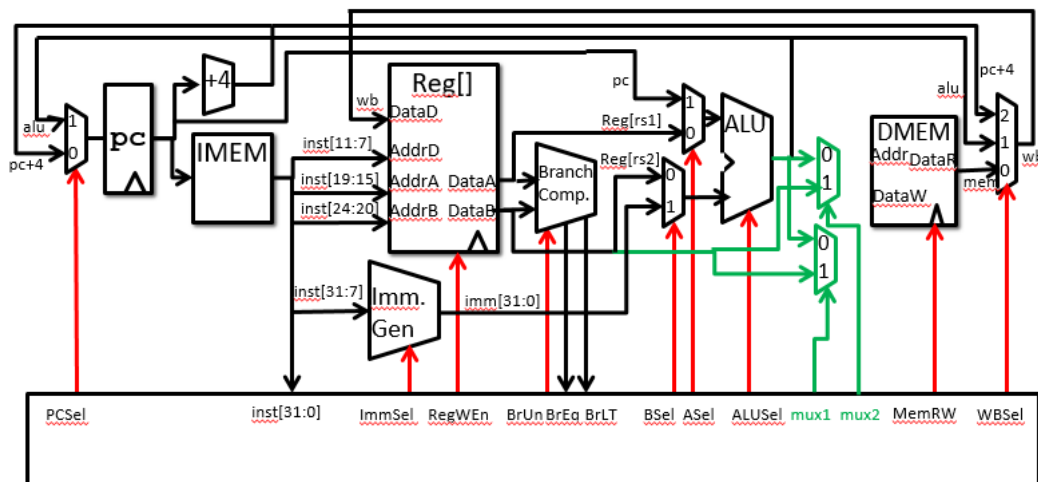 Reg[]
+4
pc+4
alu
pc
wb
DataD
1
alu
pc
IMEM
inst[11:7]
AddrD
Reg[rs1]
1
0
ALU
0
DMEM
2
1
0
pc+4
0
inst[19:15]
AddrA
DataA
Branch
Comp.
Reg[rs2]
0
1
1
Addr
DataR
mem
wb
inst[24:20]
AddrB
DataB
DataW
0
1
inst[31:7]
Imm.
Gen
imm[31:0]
PCSel
inst[31:0]
ImmSel
RegWEn
BrUn
BrEq
BrLT
BSel
ASel
ALUSel
mux1
mux2
MemRW
WBSel